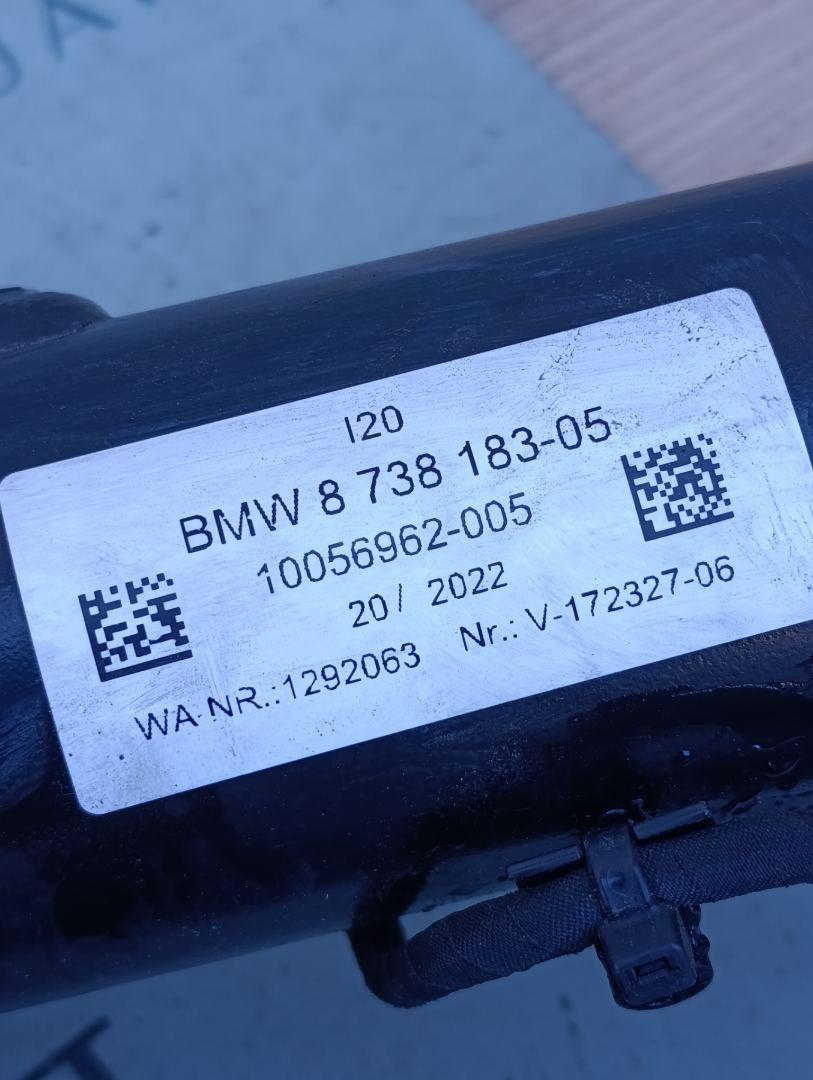 I20
BMW 8 738 183-05
10056962-005
20/ 2022
WA-NR.:1292063 Nr.: V-172327-06